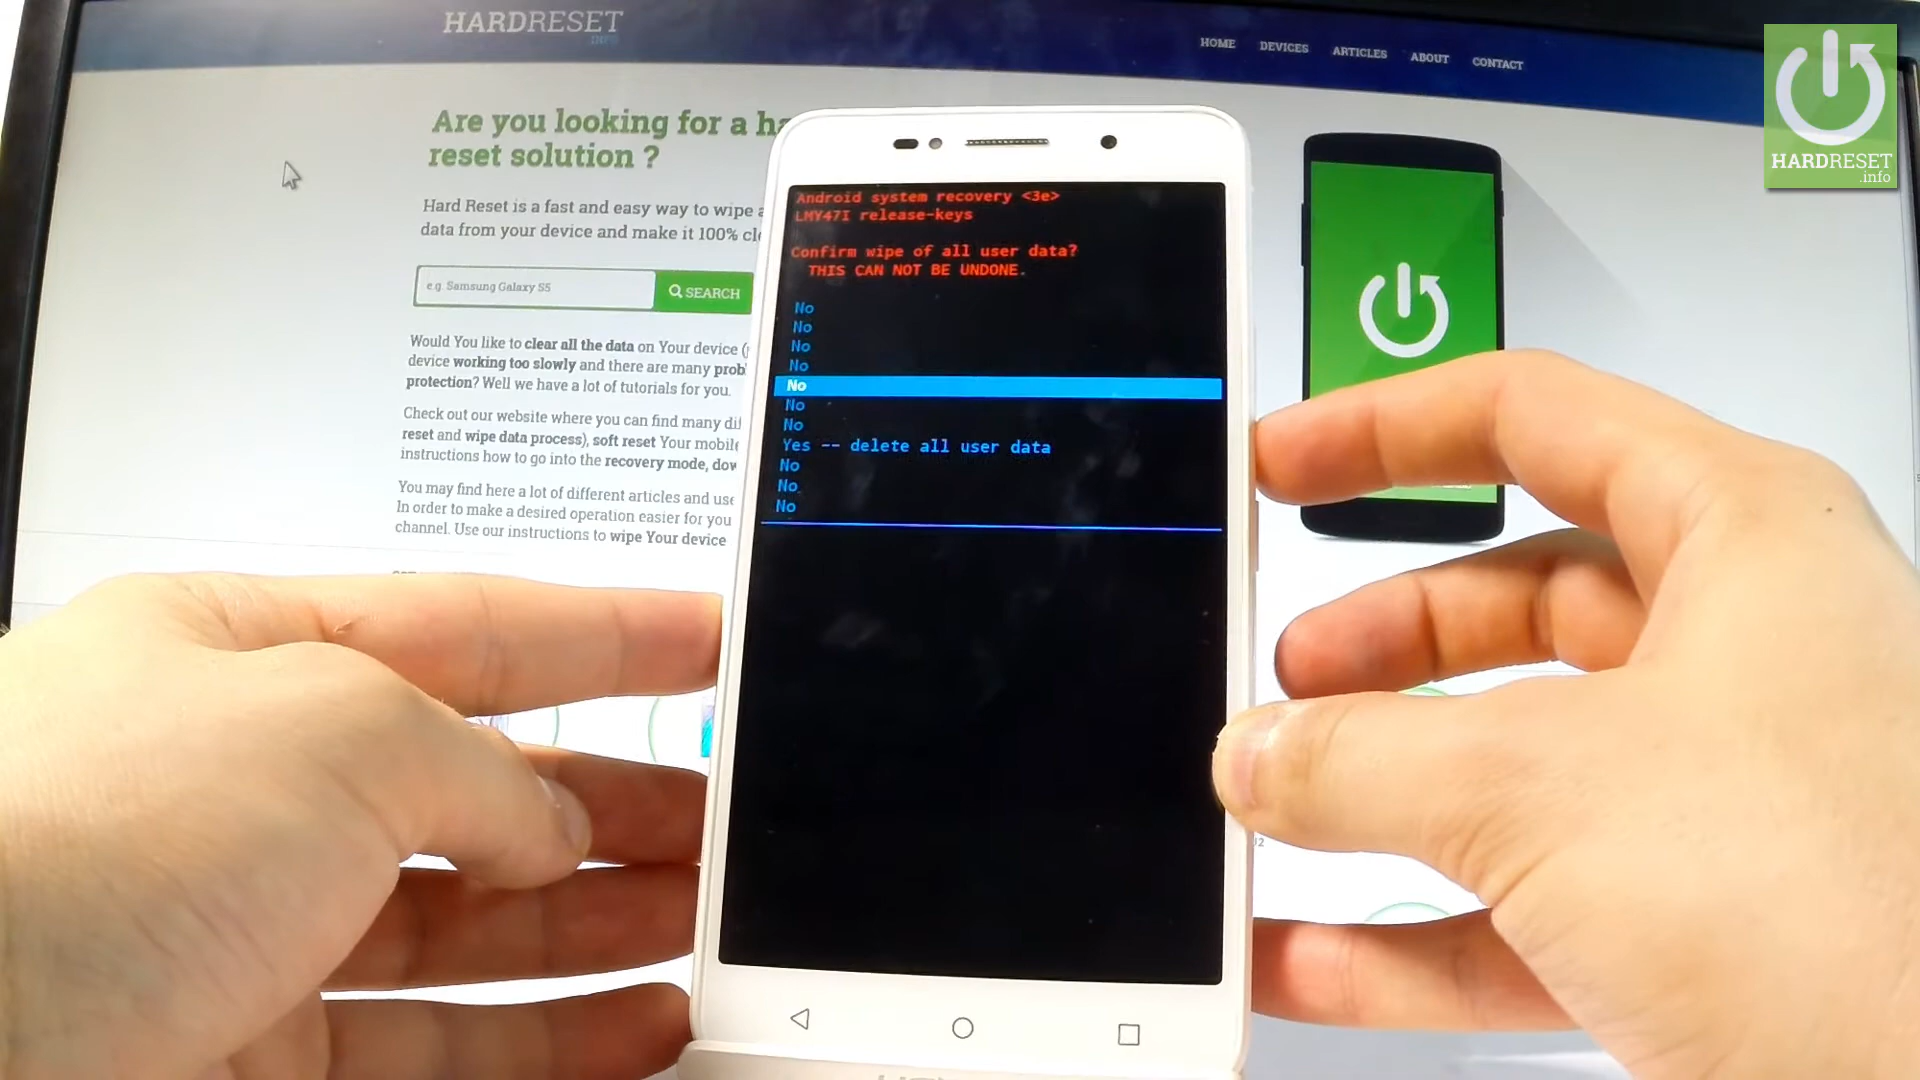 HARDRESET
.INFO
HOME DEVICES ARTICLES ABOUT CONTACT
HARDRESET
.info
Are you looking for a
reset solution ?
Hard Reset is a fast and easy way to wipe
data from your device and make it 100%
e.g. Samsung Galaxy S5
SEARCH
Would You like to clear all the data on Your device
device working too slowly and there are many
protection? Well we have a lot of tutorials for you.
Check out our website where you can find many
reset and wipe data process), soft reset Your
instructions how to go into the recovery mode,
You may find here a lot of different articles and
In order to make a desired operation easier for you
channel. Use our instructions to wipe Your device
Android system recovery <3e>
LMY47I release-keys
Confirm wipe of all user data?
THIS CAN NOT BE UNDONE.
No
No
No
No
No
No
No
Yes -- delete all user data
No
No
No